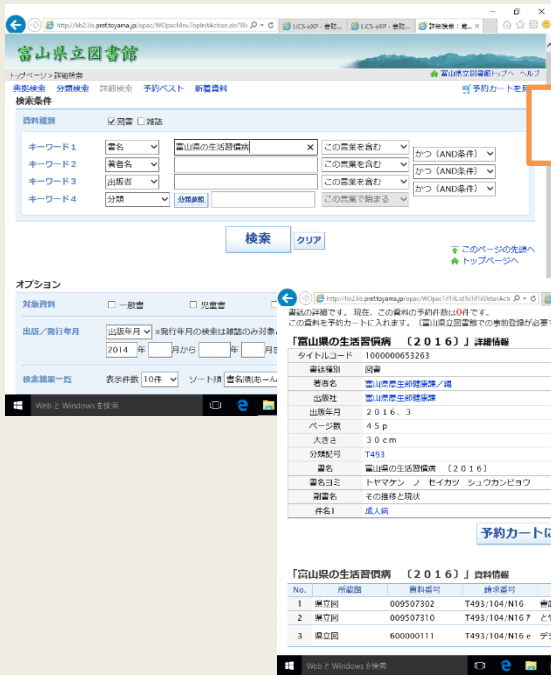 http://lib2.lib.pref.toyama.jp/opac/WOpacMnuTopInitAction.do?We
LiCS-eXP - 登記...
LiCS-eXP - 登記...
詳細検索 : 蔵...
富山県立図書館
トップページ > 詳細検索
富山県立図書館トップへ ヘルプ
典拠検索 分類検索 詳細検索 予約ベスト 新着資料
予約カートを見
検索条件
資料種別 図書 雑誌
キーワード1 書名 富山県の生活習慣病 この言葉を含む かつ（AND条件）
キーワード2 著者名 この言葉を含む かつ（AND条件）
キーワード3 出版者 この言葉を含む かつ（AND条件）
キーワード4 分類 分類参照 この言葉で始まる
検索 クリア
このページの先頭へ
トップページへ
オプション
対象資料 一般書 児童書
出版／発行年月 出版年月 ※発行年月の検索は雑誌のみ対象
2014 年 月から 年 月ま
検索結果一覧 表示件数 10件 ソート順 書名順(あ～ん
Web と Windows を検索
書誌の詳細です。 現在、この資料の予約件数は0件です。
この資料を予約カートに入れます。（富山県立図書館での事前登録が必要
「富山県の生活習慣病 〔２０１６〕」詳細情報
タイトルコード 1000000653263
書誌種別 図書
著者名 富山県厚生部健康課／編
出版社 富山県厚生部健康課
出版年月 ２０１６．３
ページ数 ４５p
大きさ ３０cm
分類記号 T493
書名 富山県の生活習慣病 〔２０１６〕
書名ヨミ トヤマケン ノ セイカツ シュウカンビョウ
副書名 その推移と現状
件名1 成人病
予約カートに
「富山県の生活習慣病 〔２０１６〕」資料情報
No. 所蔵館 資料番号 請求番号
1 県立図 009507302 T493/104/N16
2 県立図 009507310 T493/104/N16 ｱ
3 県立図 600000111 T493/104/N16 e
Web と Windows を検索